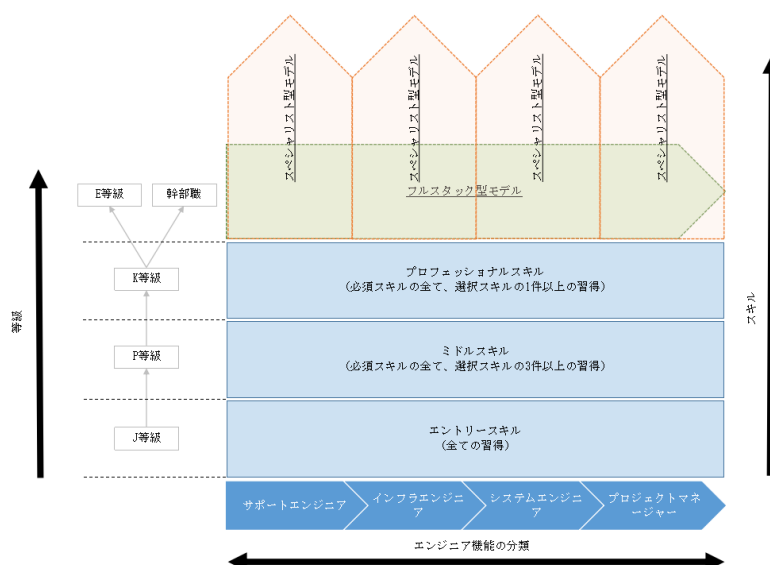 スペシャリスト型モデル
スペシャリスト型モデル
スペシャリスト型モデル
スペシャリスト型モデル
フルスタック型モデル
E等級
幹部職
K等級
P等級
J等級
等級
スキル
プロフェッショナルスキル
(必須スキルの全て、選択スキルの1件以上の習得)
ミドルスキル
(必須スキルの全て、選択スキルの3件以上の習得)
エントリースキル
(全ての習得)
サポートエンジニア
インフラエンジニ
ア
システムエンジニ
ア
プロジェクトマネ
ージャー
エンジニア機能の分類